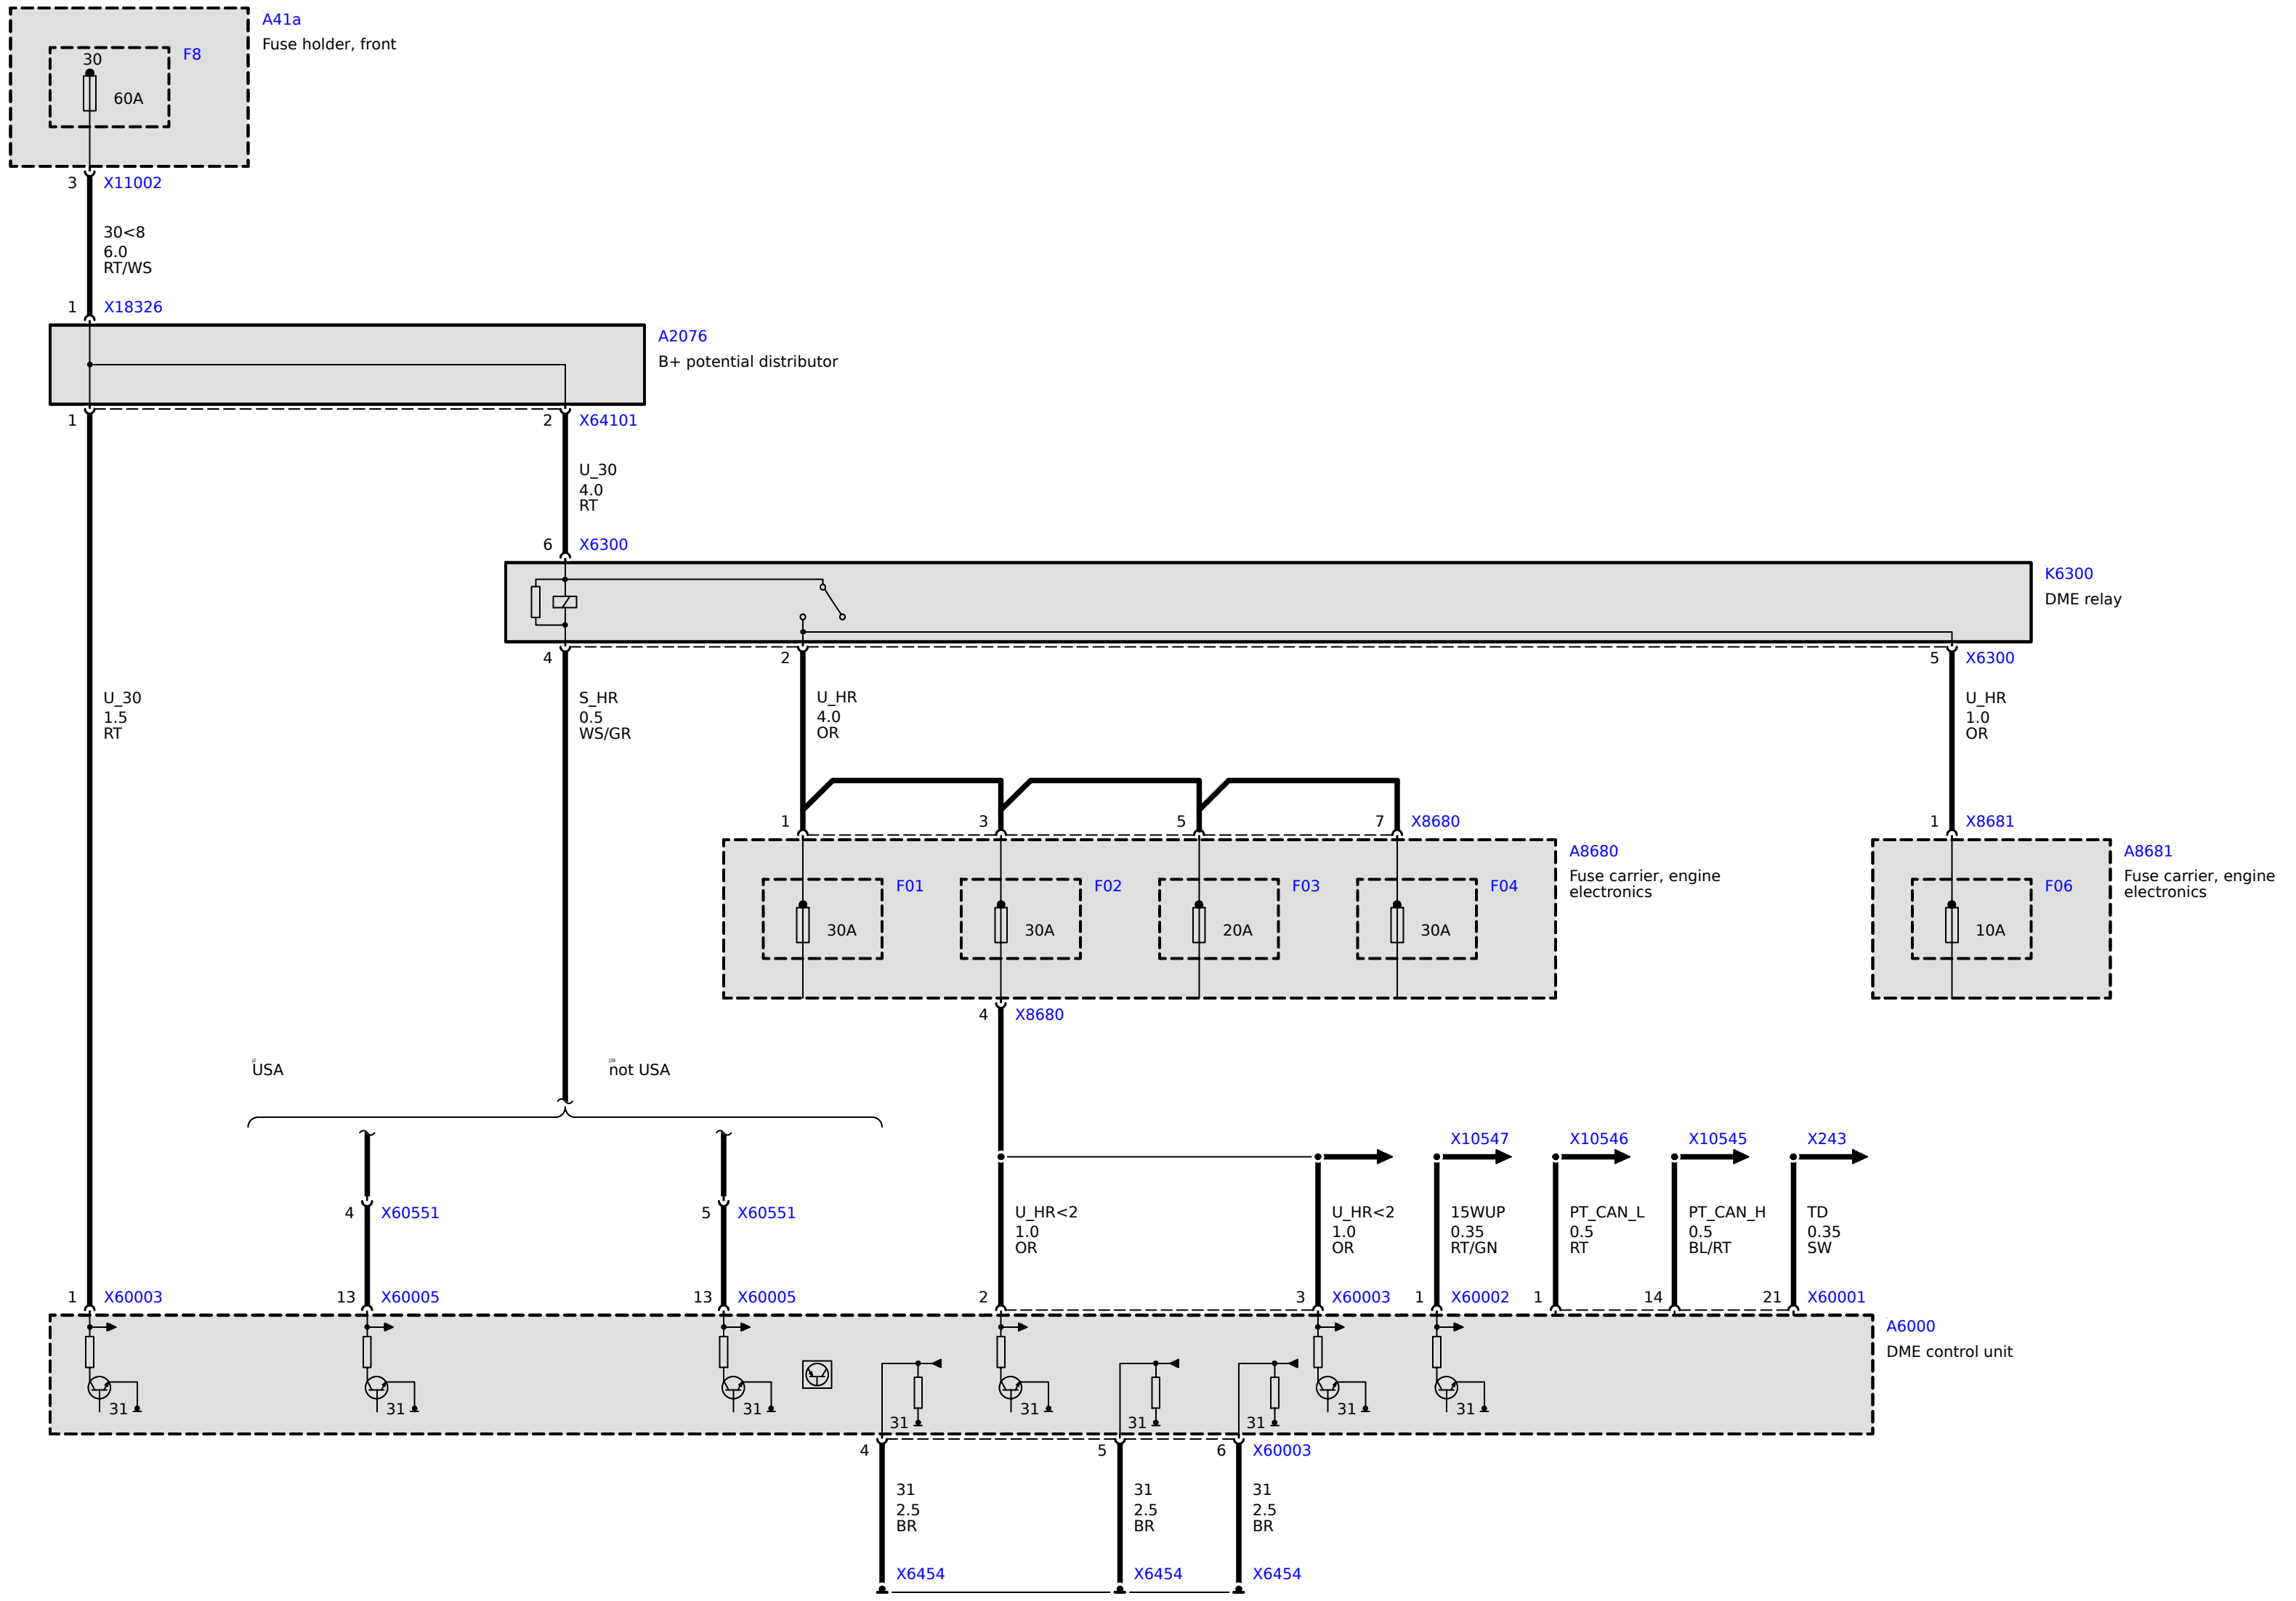 A41a
Fuse holder, front
F8
30
60A
3 X11002
30<8
6.0
RT/WS
1 X18326
A2076
B+ potential distributor
1 2 X64101
U_30
4.0
RT
6 X6300
K6300
DME relay
4 2 5 X6300
U_30
1.5
RT
S_HR
0.5
WS/GR
U_HR
4.0
OR
U_HR
1.0
OR
1 3 5 7 X8680
1 X8681
A8680
Fuse carrier, engine
electronics
A8681
Fuse carrier, engine
electronics
F01 F02 F03 F04 F06
30A 30A 20A 30A 10A
4 X8680
USA
not USA
X10547 X10546 X10545 X243
4 X60551
5 X60551
U_HR<2
1.0
OR
U_HR<2
1.0
OR
15WUP
0.35
RT/GN
PT_CAN_L
0.5
RT
PT_CAN_H
0.5
BL/RT
TD
0.35
SW
1 X60003 13 X60005 13 X60005 2 3 X60003 1 X60002 1 14 21 X60001
A6000
DME control unit
31 31 31 31 31 31
31 31 31
4 5 6 X60003
31
2.5
BR
31
2.5
BR
31
2.5
BR
X6454 X6454 X6454